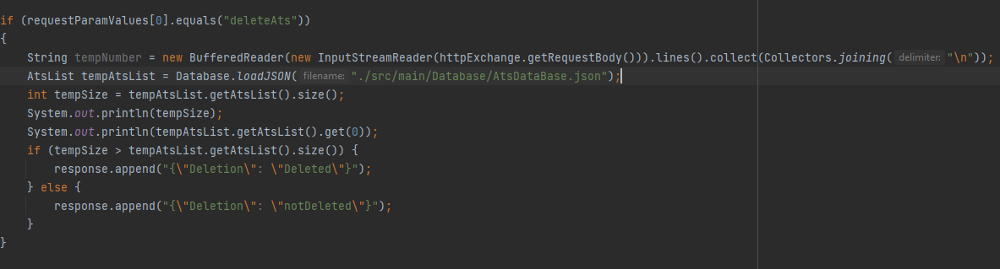 if (requestParamValues[0].equals("deleteAts"))
{
    String tempNumber = new BufferedReader(new InputStreamReader(httpExchange.getRequestBody())).lines().collect(Collectors.joining( delimiter: "\n"));
    AtsList tempAtsList = Database.loadJSON( filename: "./src/main/Database/AtsDataBase.json");
    int tempSize = tempAtsList.getAtsList().size();
    System.out.println(tempSize);
    System.out.println(tempAtsList.getAtsList().get(0));
    if (tempSize > tempAtsList.getAtsList().size()) {
        response.append("{\"Deletion\": \"Deleted\"}");
    } else {
        response.append("{\"Deletion\": \"notDeleted\"}");
    }
}